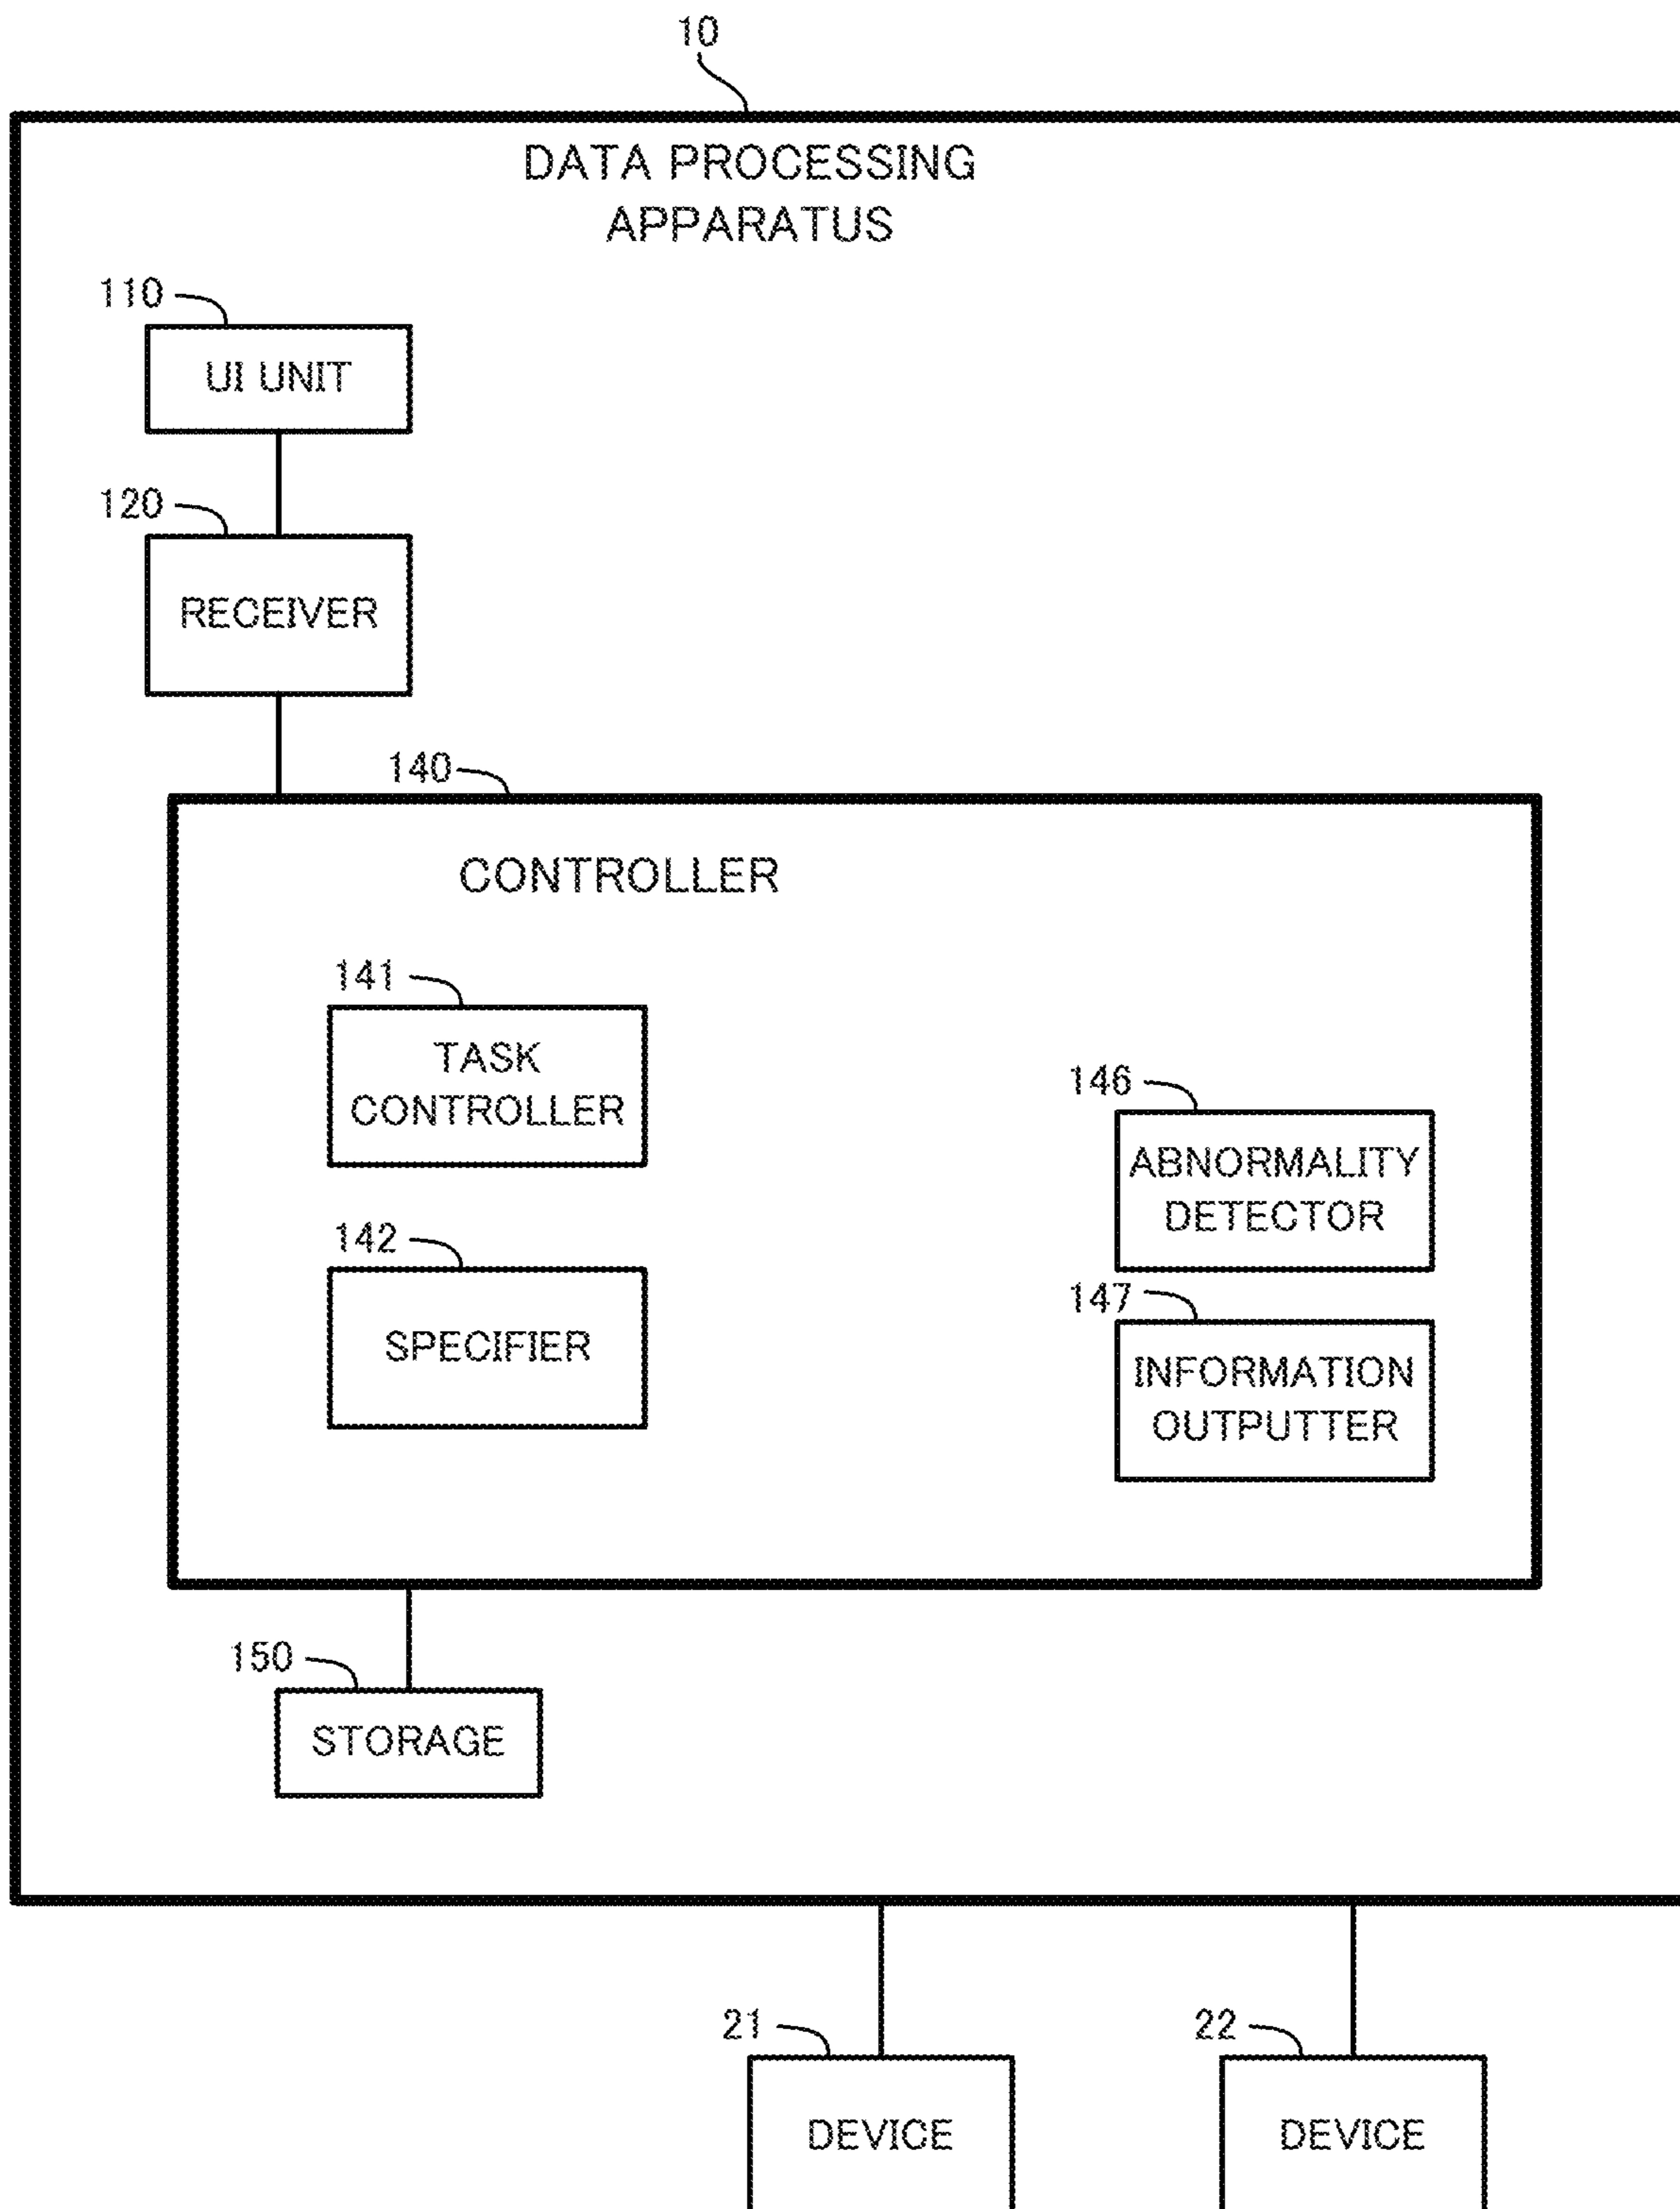 10
DATA PROCESSING
APPARATUS
110
UI UNIT
120
RECEIVER
140
CONTROLLER
141
TASK
CONTROLLER
142
SPECIFIER
146
ABNORMALITY
DETECTOR
147
INFORMATION
OUTPUTTER
150
STORAGE
21
DEVICE
22
DEVICE